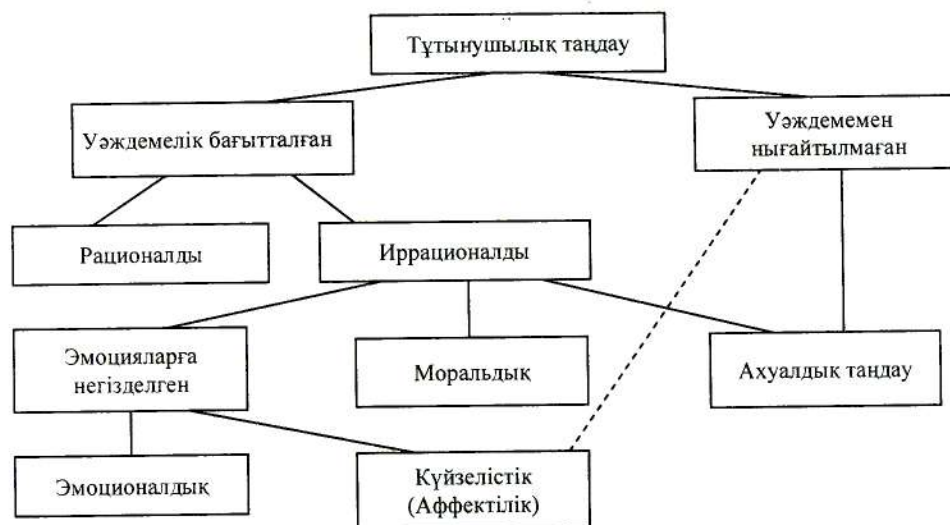 Тұтынушылық таңдау
Уәждемелік бағытталған
Уәждемемен
нығайтылмаған
Рационалды
Иррационалды
Эмоцияларға
негізделген
Моральдық
Ахуалдық таңдау
Эмоционалдық
Күйзелістік
(Аффектілік)